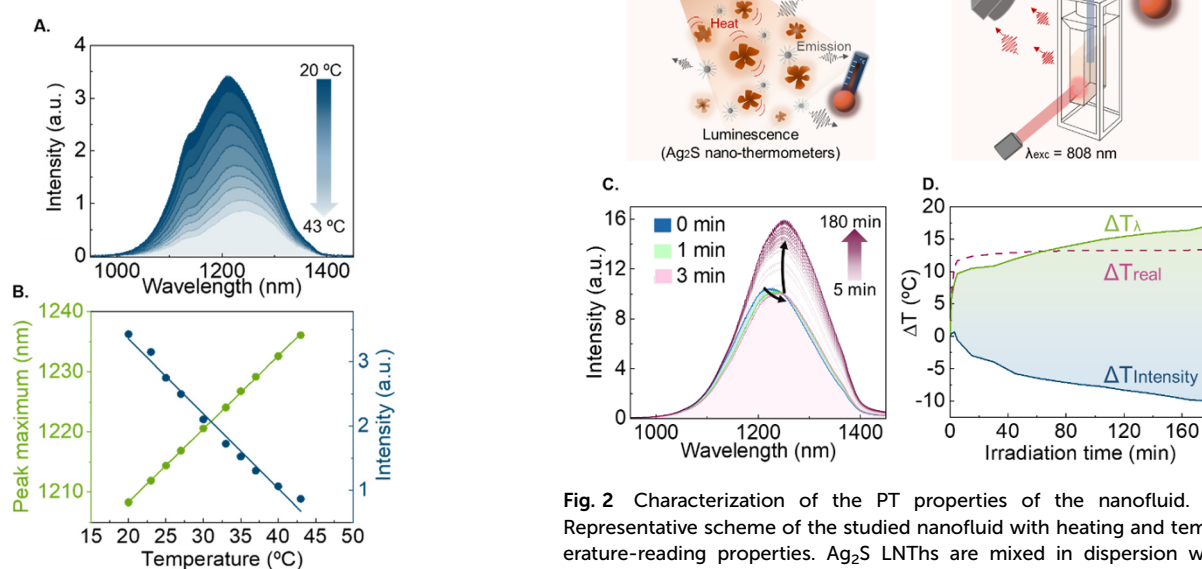 A.
4
3
2
1
0
Intensity (a.u.)
20 ºC
43 ºC
1000 1200 1400
Wavelength (nm)
B.
1240
1230
1220
1210
Peak maximum (nm)
3
2
1
Intensity (a.u.)
15 20 25 30 35 40 45 50
Temperature (ºC)
Heat
Emission
Luminescence
(Ag2S nano-thermometers)
λexc = 808 nm
C.
16
12
8
4
0
Intensity (a.u.)
0 min
1 min
3 min
180 min
5 min
1000 1200 1400
Wavelength (nm)
D.
20
15
10
5
0
-5
-10
ΔT (ºC)
ΔTλ
ΔTreal
ΔTIntensity
0 40 80 120 160
Irradiation time (min)
Fig. 2 Characterization of the PT properties of the nanofluid.
Representative scheme of the studied nanofluid with heating and tem
erature-reading properties. Ag2S LNThs are mixed in dispersion w